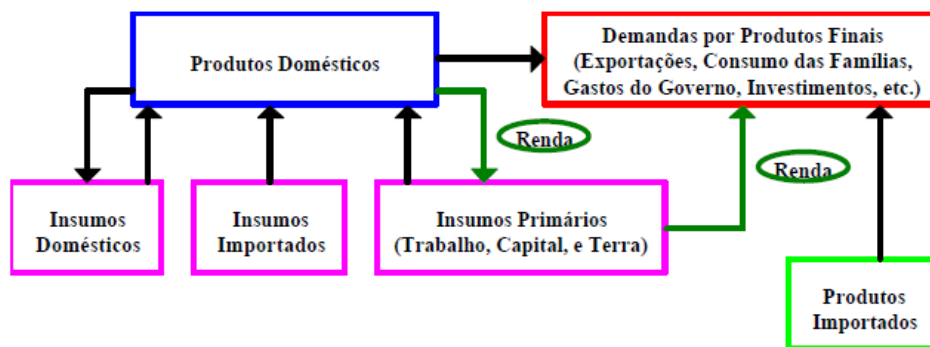 Produtos Domésticos
Demandas por Produtos Finais
(Exportações, Consumo das Famílias,
Gastos do Governo, Investimentos, etc.)
Renda
Renda
Insumos
Domésticos
Insumos
Importados
Insumos Primários
(Trabalho, Capital, e Terra)
Produtos
Importados